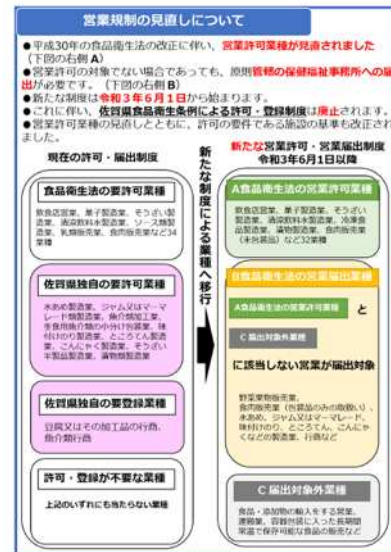 営業規制の見直しについて
●平成30年の食品衛生法の改正に伴い、営業許可業種が見直されました
（下図の右側 A）
●営業許可の対象でない場合であっても、原則管轄の保健福祉事務所への届
出が必要です。（下図の右側 B）
●新たな制度は令和3年6月1日から始まります。
●これに伴い、佐賀県食品衛生条例による許可・登録制度は廃止されます。
●営業許可業種の見直しとともに、許可の要件である施設の基準も改正され
ました。
現在の許可・届出制度
食品衛生法の要許可業種
飲食店営業、菓子製造業、そうざい製
造業、清涼飲料水製造業、ソース類製
造業、乳類販売業、食肉販売業など34
業種
佐賀県独自の要許可業種
水あめ製造業、ジャム又はマーマ
レード類製造業、魚介類加工業、
生食用魚介類の小分け包装業、味
付けのり製造業、ところてん製造
業、こんにゃく製造業、そうざい
半製品製造業、漬物類製造業
佐賀県独自の要登録業種
豆腐又はその加工品の行商、
魚介類行商
許可・登録が不要な業種
上記のいずれにも当たらない業種
新たな制度による業種へ移行
新たな営業許可・営業届出制度
令和3年6月1日以降
A食品衛生法の営業許可業種
飲食店営業、菓子製造業、そうざい
製造業、清涼飲料水製造業、冷凍食
品製造業、漬物製造業、食肉販売業
（未包装品）など32業種
B食品衛生法の営業届出業種
A食品衛生法の営業許可業種 と
C 届出対象外業種
に該当しない営業が届出対象
野菜果物販売業、
食肉販売業（包装品のみの取扱い）、
水あめ、ジャム又はマーマレード、
味付けのり、ところてん、こんにゃ
くなどの製造業、行商など
C 届出対象外業種
食品・添加物の輸入をする営業、
運搬業、容器包装に入った長期間
常温で保存可能な食品の販売など